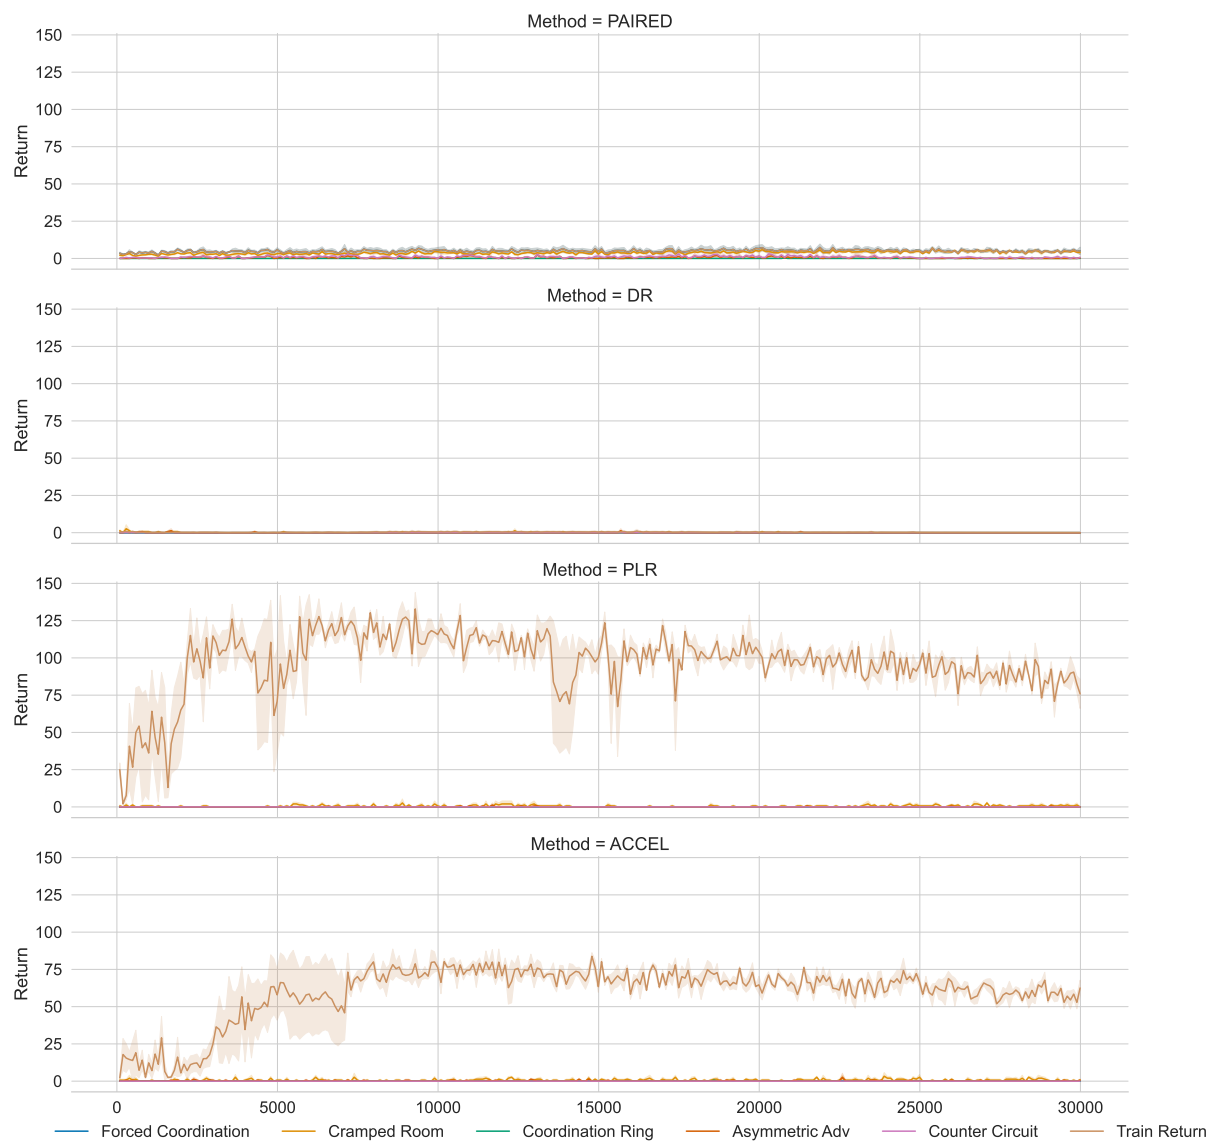 Method = PAIRED
150
125
100
75
50
25
0
Return
Method = DR
150
125
100
75
50
25
0
Return
Method = PLR
150
125
100
75
50
25
0
Return
Method = ACCEL
150
125
100
75
50
25
0
Return
0 5000 10000 15000 20000 25000 30000
Forced Coordination Cramped Room Coordination Ring Asymmetric Adv Counter Circuit Train Return